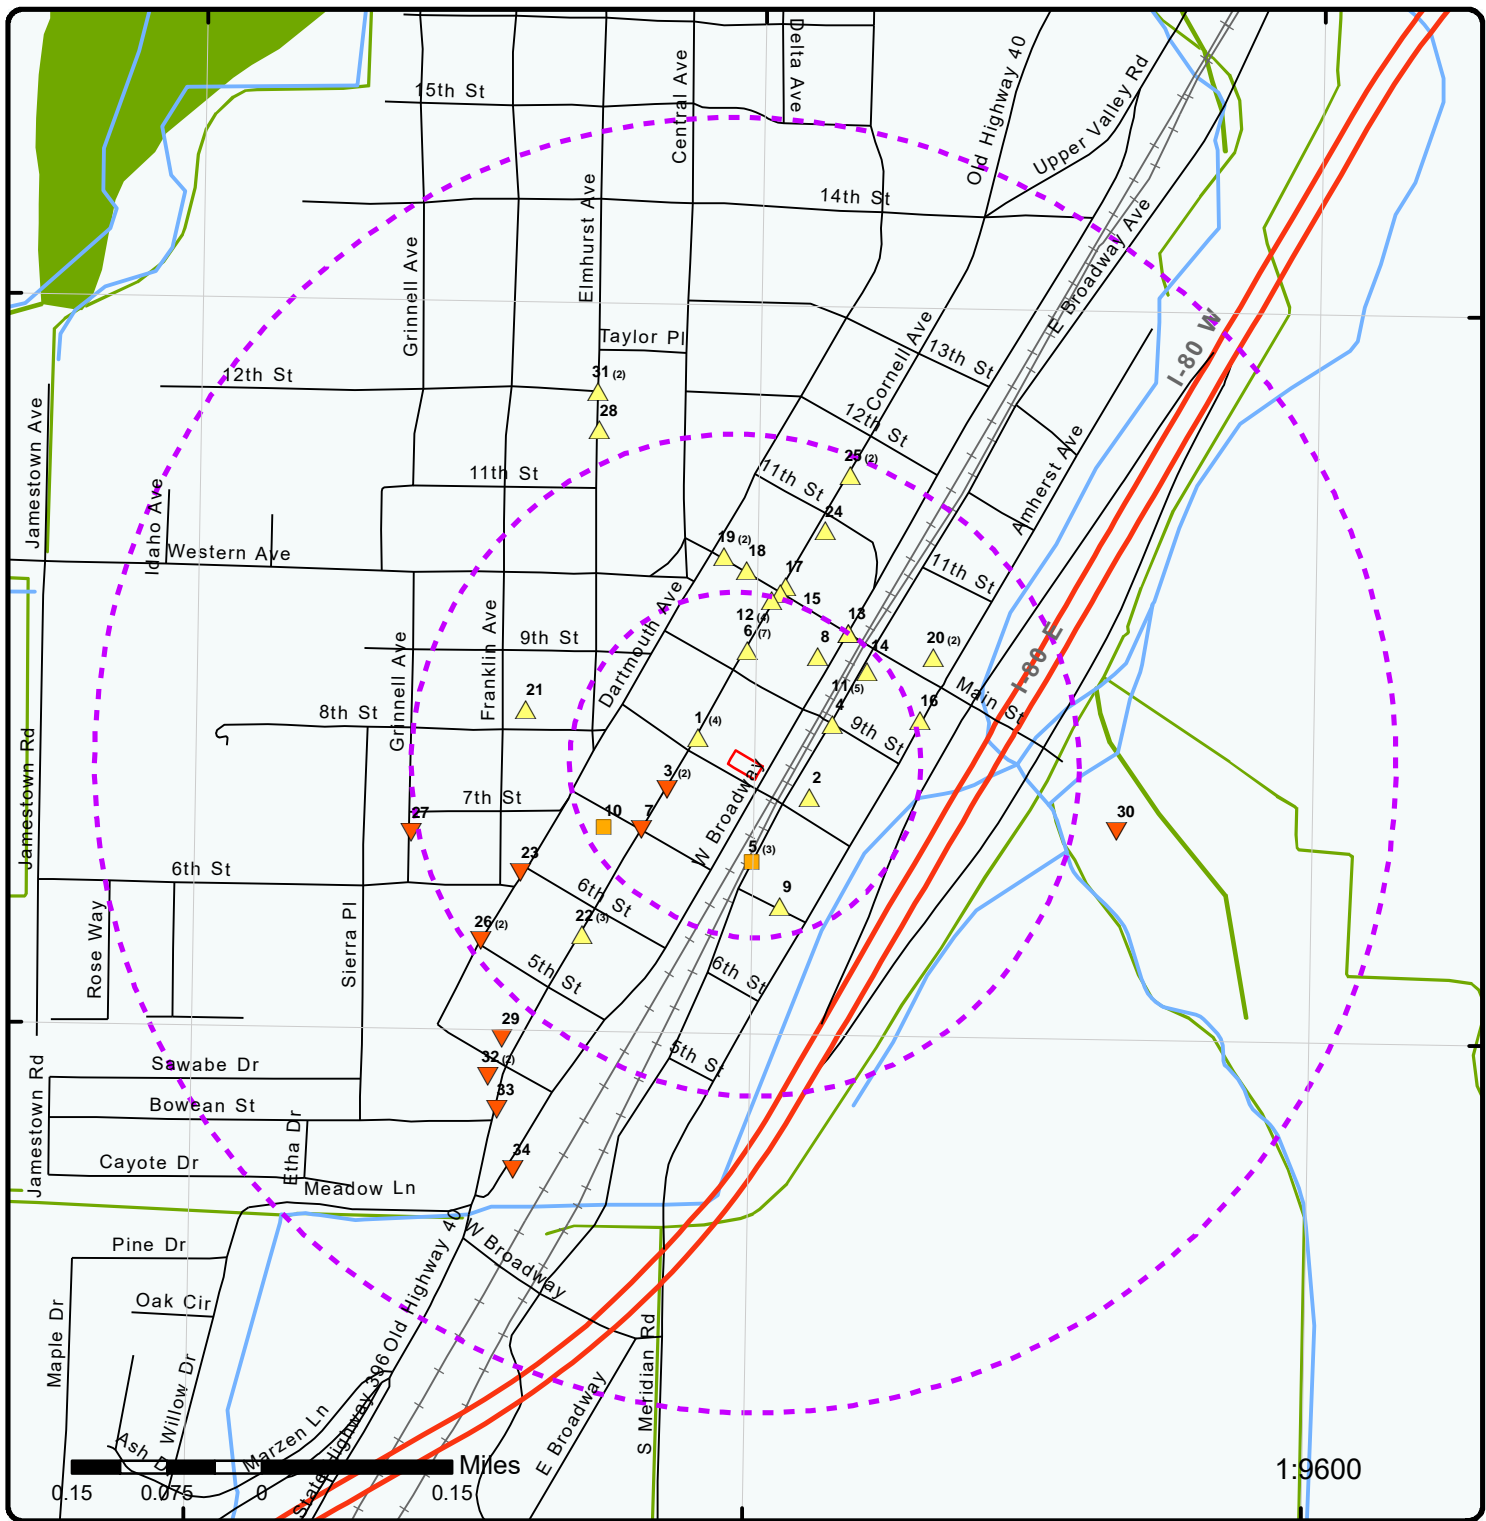 Delta Ave
Central Ave
Old Highway 40
15th St
Upper Valley Rd
14th St
Elmhurst Ave
Grinnell Ave
E Broadway Ave
I-80 W
Taylor Pl
Cornell Ave
13th St
12th St
31 (2)
28
12th St
Jamestown Ave
25 (2)
11th St
11th St
Amherst Ave
Idaho Ave
24
Western Ave
19 (2)
18
17
11th St
15
12 (4)
13
6 (7)
8
14
20 (2)
I-80 E
Dartmouth Ave
Franklin Ave
9th St
Grinnell Ave
21
8th St
11 (5)
Main St
1 (4)
4
16
9th St
Jamestown Rd
3 (2)
2
W Broadway
7th St
27
10
7
30
5 (3)
6th St
23
9
6th St
Rose Way
Sierra Pl
26 (2)
22 (3)
5th St
6th St
29
5th St
Sawabe Dr
32 (2)
33
Jamestown Rd
Bowean St
Etha Dr
34
Cayote Dr
Meadow Ln
Old Highway 40
W Broadway
Pine Dr
Oak Cir
Maple Dr
Willow Dr
S Meridian Rd
E Broadway
State Highway 396
Marzen Ln
Ash D
Miles
1:9600
0.15
0.075
0
0.15